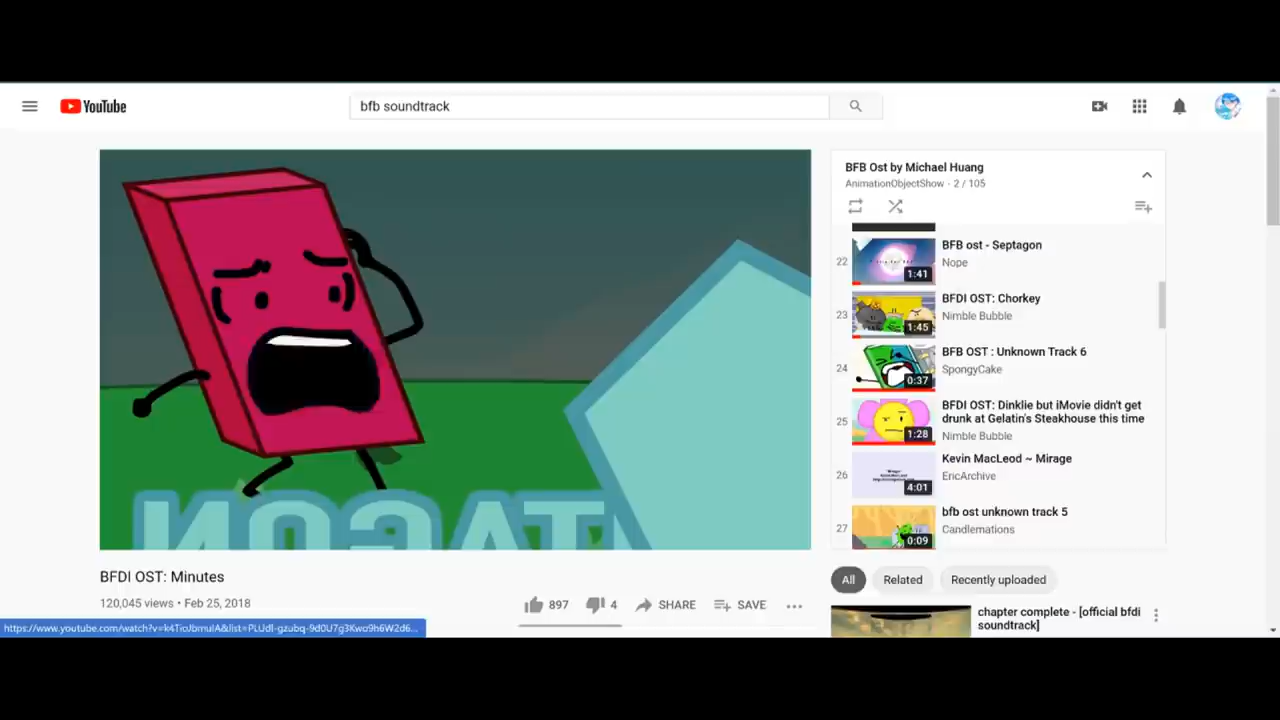 YouTube
bfb soundtrack
BFB Ost by Michael Huang
AnimationObjectShow - 2 / 105
22
1:41
BFB ost - Septagon
Nope
23
1:45
BFDI OST: Chorkey
Nimble Bubble
24
0:37
BFB OST : Unknown Track 6
SpongyCake
25
1:28
BFDI OST: Dinklie but iMovie didn't get
drunk at Gelatin's Steakhouse this time
Nimble Bubble
26
4:01
Kevin MacLeod ~ Mirage
EricArchive
27
0:09
bfb ost unknown track 5
Candlemations
BFDI OST: Minutes
120,045 views • Feb 25, 2018
897
4
SHARE
SAVE
All
Related
Recently uploaded
chapter complete - [official bfdi
soundtrack]